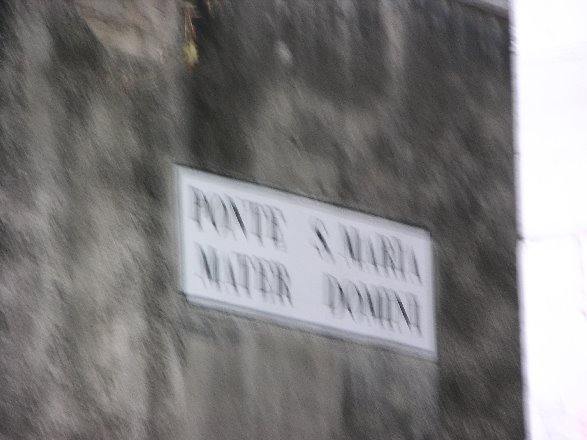 PONTE S. MARIA
MATER DOMINI